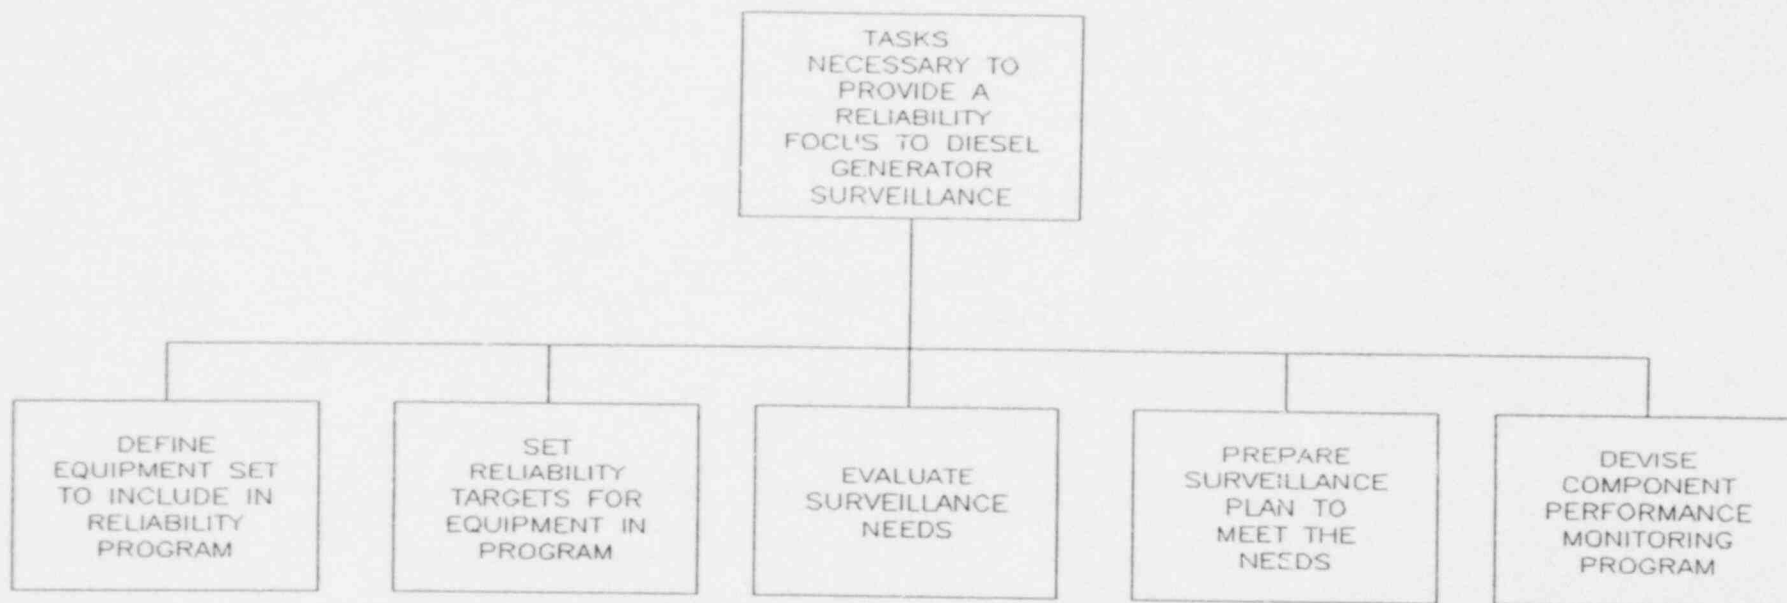 TASKS
NECESSARY TO
PROVIDE A
RELIABILITY
FOCUS TO DIESEL
GENERATOR
SURVEILLANCE
DEFINE
EQUIPMENT SET
TO INCLUDE IN
RELIABILITY
PROGRAM
SET
RELIABILITY
TARGETS FOR
EQUIPMENT IN
PROGRAM
EVALUATE
SURVEILLANCE
NEEDS
PREPARE
SURVEILLANCE
PLAN TO
MEET THE
NEEDS
DEVISE
COMPONENT
PERFORMANCE
MONITORING
PROGRAM